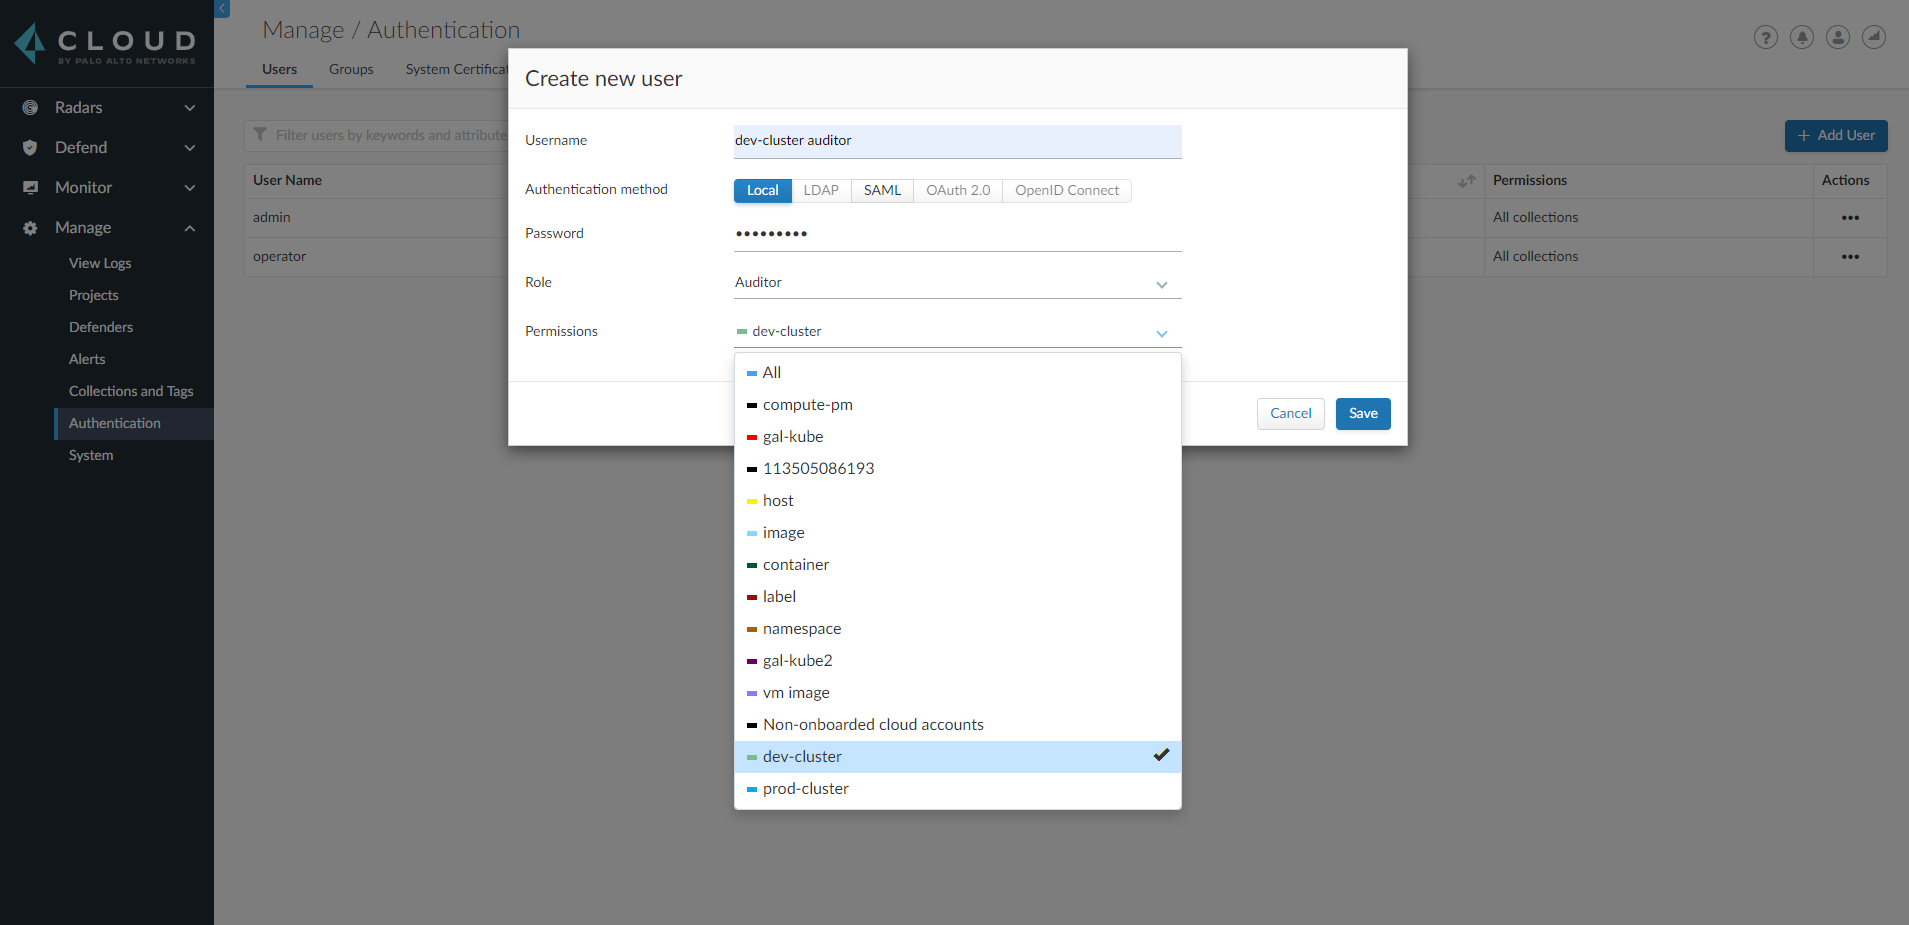 CLOUD
BY PALO ALTO NETWORKS
Radars
Defend
Monitor
Manage
View Logs
Projects
Defenders
Alerts
Collections and Tags
Authentication
System
Manage / Authentication
Users Groups System Certificat
Filter users by keywords and attribute
+ Add User
User Name Permissions Actions
admin All collections •••
operator All collections •••
Create new user
Username dev-cluster auditor
Authentication method Local LDAP SAML OAuth 2.0 OpenID Connect
Password •••••••••
Role Auditor
Permissions dev-cluster
All
compute-pm
gal-kube
113505086193
host
image
container
label
namespace
gal-kube2
vm image
Non-onboarded cloud accounts
dev-cluster
prod-cluster
Cancel Save